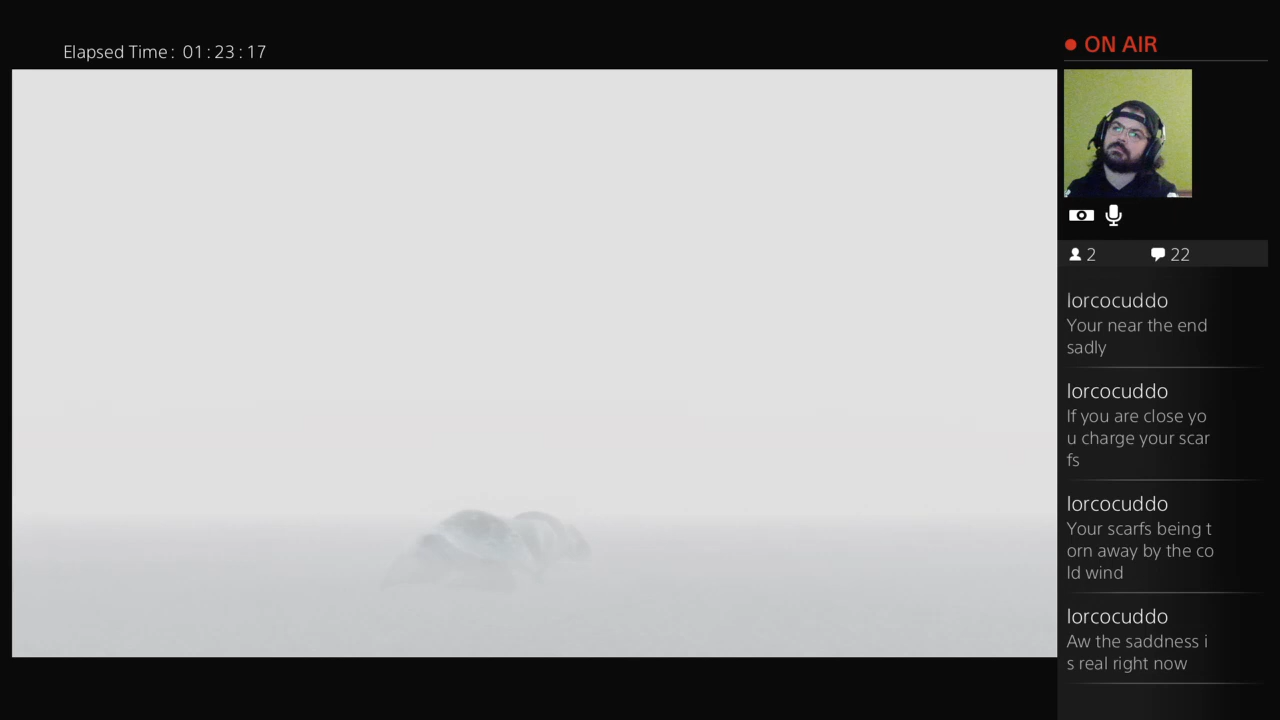 Elapsed Time: 01:23:17
ON AIR
2
22
lorcocuddo
Your near the end
sadly
lorcocuddo
If you are close yo
u charge your scar
fs
lorcocuddo
Your scarfs being t
orn away by the co
ld wind
lorcocuddo
Aw the saddness i
s real right now